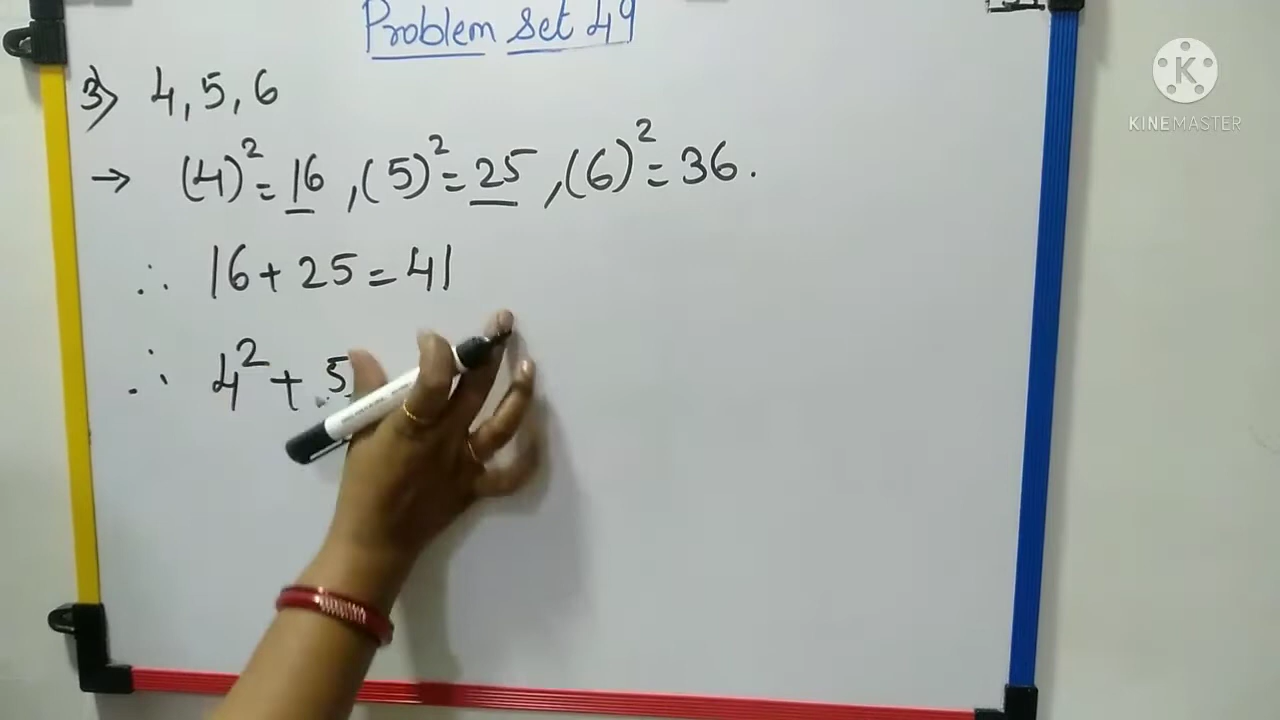 Problem set 49
3) 4, 5, 6
→ (4)² = 16, (5)² = 25, (6)² = 36.
∴ 16 + 25 = 41
∴ 4² + 5
K
KINEMASTER